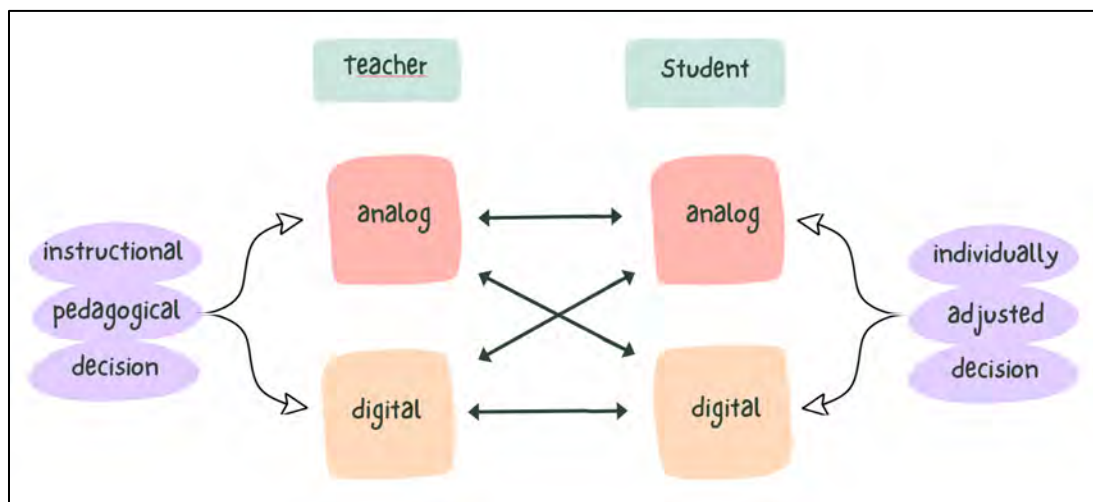 Teacher
Student
analog
analog
instructional
pedagogical
decision
individually
adjusted
decision
digital
digital